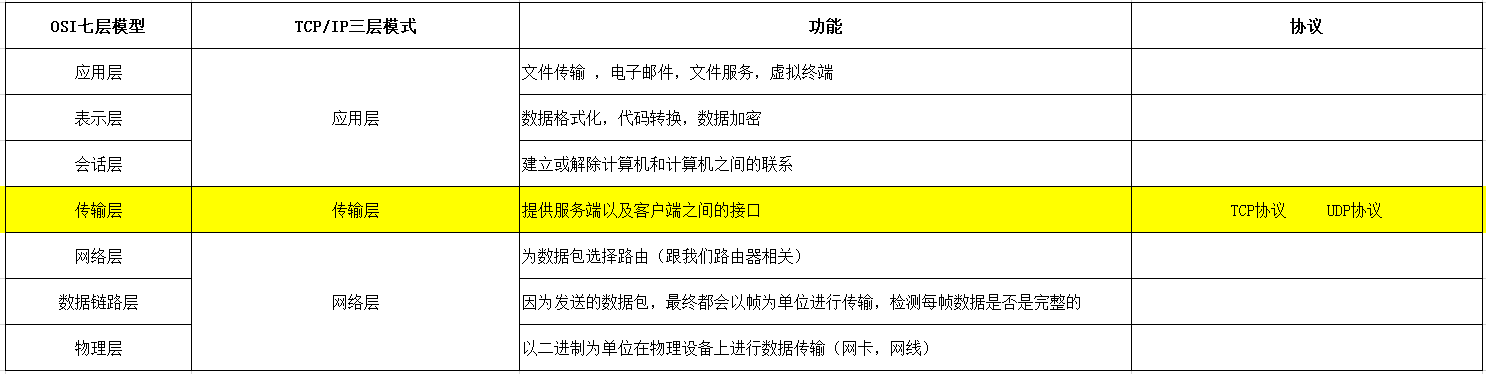 OSI七层模型 TCP/IP三层模式 功能 协议
应用层 文件传输 ，电子邮件，文件服务，虚拟终端
表示层 应用层 数据格式化，代码转换，数据加密
会话层 建立或解除计算机和计算机之间的联系
传输层 传输层 提供服务端以及客户端之间的接口 TCP协议 UDP协议
网络层 为数据包选择路由（跟我们路由器相关）
数据链路层 网络层 因为发送的数据包，最终都会以帧为单位进行传输，检测每帧数据是否是完整的
物理层 以二进制为单位在物理设备上进行数据传输（网卡，网线）